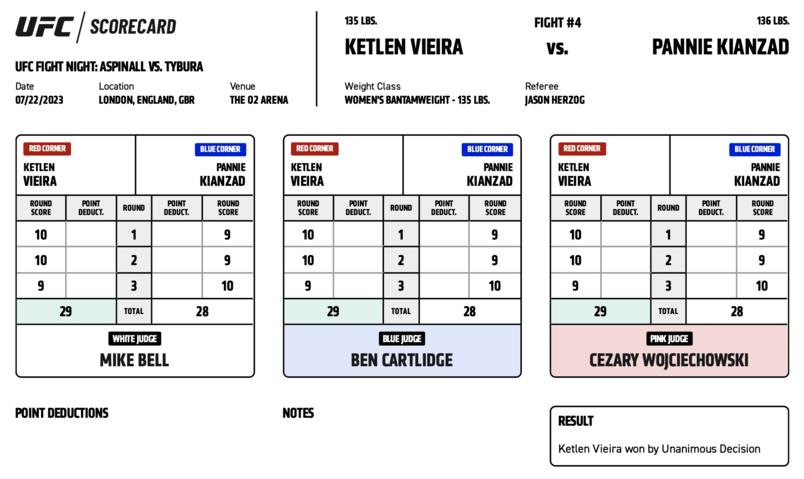 UFC SCORECARD
UFC FIGHT NIGHT: ASPINALL VS. TYBURA
Date Location Venue
07/22/2023 LONDON, ENGLAND, GBR THE O2 ARENA
135 LBS. FIGHT #4 136 LBS.
KETLEN VIEIRA VS. PANNIE KIANZAD
Weight Class Referee
WOMEN'S BANTAMWEIGHT - 135 LBS. JASON HERZOG
RED CORNER BLUE CORNER
KETLEN PANNIE
VIEIRA KIANZAD
ROUND SCORE POINT DEDUCT. ROUND POINT DEDUCT. ROUND SCORE
10 1 9
10 2 9
9 3 10
29 TOTAL 28
WHITE JUDGE
MIKE BELL
RED CORNER BLUE CORNER
KETLEN PANNIE
VIEIRA KIANZAD
ROUND SCORE POINT DEDUCT. ROUND POINT DEDUCT. ROUND SCORE
10 1 9
10 2 9
9 3 10
29 TOTAL 28
BLUE JUDGE
BEN CARTLIDGE
RED CORNER BLUE CORNER
KETLEN PANNIE
VIEIRA KIANZAD
ROUND SCORE POINT DEDUCT. ROUND POINT DEDUCT. ROUND SCORE
10 1 9
10 2 9
9 3 10
29 TOTAL 28
PINK JUDGE
CEZARY WOJCIECHOWSKI
POINT DEDUCTIONS
NOTES
RESULT
Ketlen Vieira won by Unanimous Decision